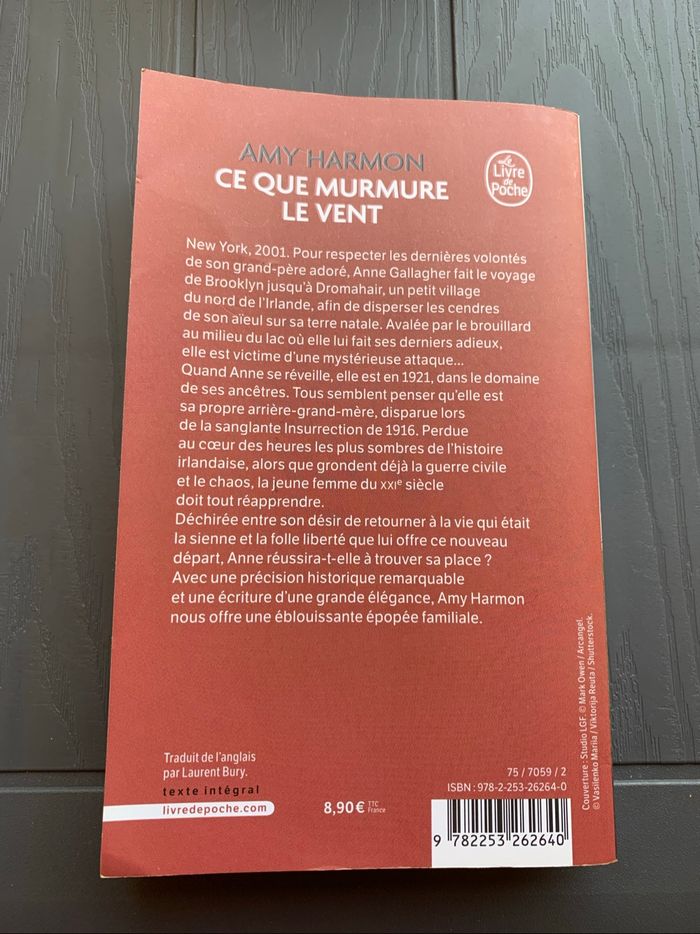 AMY HARMON
CE QUE MURMURE
LE VENT
Le
Livre
de
Poche
New York, 2001. Pour respecter les dernières volontés
de son grand-père adoré, Anne Gallagher fait le voyage
de Brooklyn jusqu'à Dromahair, un petit village
du nord de l'Irlande, afin de disperser les cendres
de son aïeul sur sa terre natale. Avalée par le brouillard
au milieu du lac où elle lui fait ses derniers adieux,
elle est victime d'une mystérieuse attaque...
Quand Anne se réveille, elle est en 1921, dans le domaine
de ses ancêtres. Tous semblent penser qu'elle est
sa propre arrière-grand-mère, disparue lors
de la sanglante Insurrection de 1916. Perdue
au cœur des heures les plus sombres de l'histoire
irlandaise, alors que grondent déjà la guerre civile
et le chaos, la jeune femme du XXIe siècle
doit tout réapprendre.
Déchirée entre son désir de retourner à la vie qui était
la sienne et la folle liberté que lui offre ce nouveau
départ, Anne réussira-t-elle à trouver sa place ?
Avec une précision historique remarquable
et une écriture d'une grande élégance, Amy Harmon
nous offre une éblouissante épopée familiale.
Traduit de l'anglais
par Laurent Bury.
texte intégral
livredepoche.com
8,90 € TTC
France
75 / 7059 / 2
ISBN : 978-2-253-26264-0
9 782253 262640
Couverture : Studio LGF. © Mark Owen / Arcangel.
© Vasilenko Mariia / Viktorija Reuta / Shutterstock.